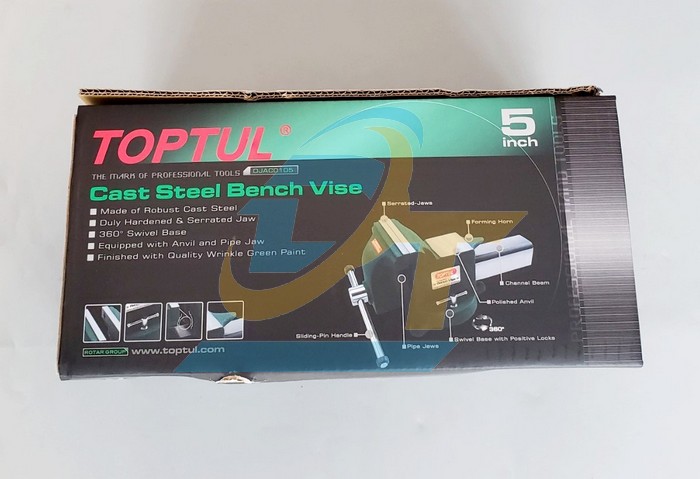 TOPTUL®
5
inch
THE MARK OF PROFESSIONAL TOOLS DJAC0105
Cast Steel Bench Vise
Made of Robust Cast Steel
Duly Hardened & Serrated Jaw
360° Swivel Base
Equipped with Anvil and Pipe Jaw
Finished with Quality Wrinkle Green Paint
Serrated-Jews
Forming Horn
Channel Beam
Polished Anvil
360°
Sliding-Pin Handle
Pipe Jews
Swivel Base with Positive Locks
ROTAR GROUP www.toptul.com